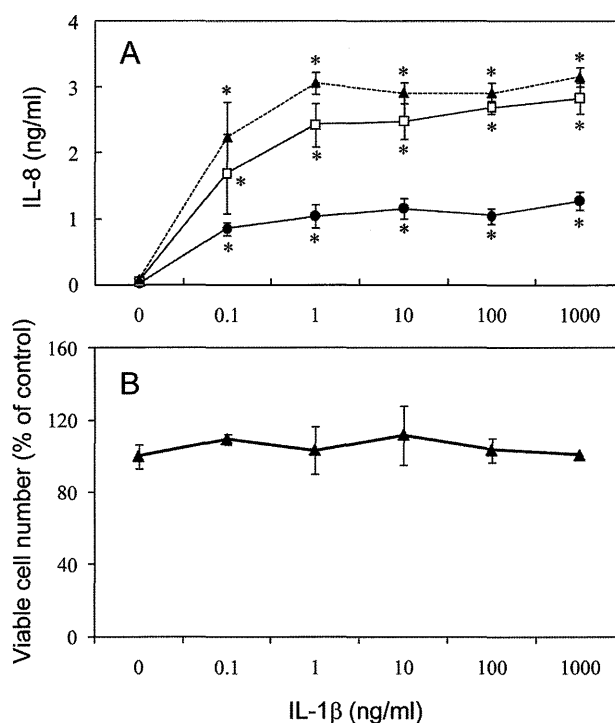 A
IL-8 (ng/ml)
4
3
2
1
0
* * * * *
* * * * *
* * * * *
0 0.1 1 10 100 1000
B
Viable cell number (% of control)
160
120
80
40
0
0 0.1 1 10 100 1000
IL-1β (ng/ml)